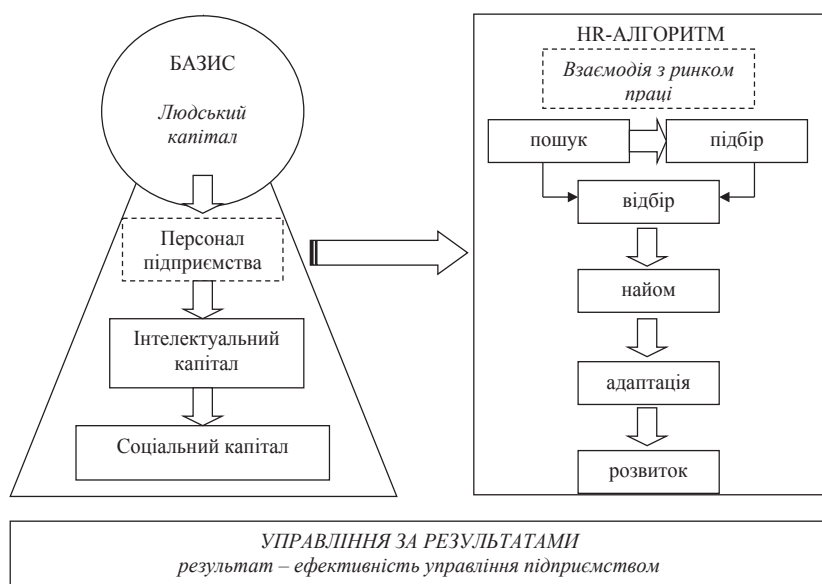 БАЗИС
Людський
капітал
Персонал
підприємства
Інтелектуальний
капітал
Соціальний капітал
HR-АЛГОРИТМ
Взаємодія з ринком
праці
пошук
підбір
відбір
найом
адаптація
розвиток
УПРАВЛІННЯ ЗА РЕЗУЛЬТАТАМИ
результат – ефективність управління підприємством